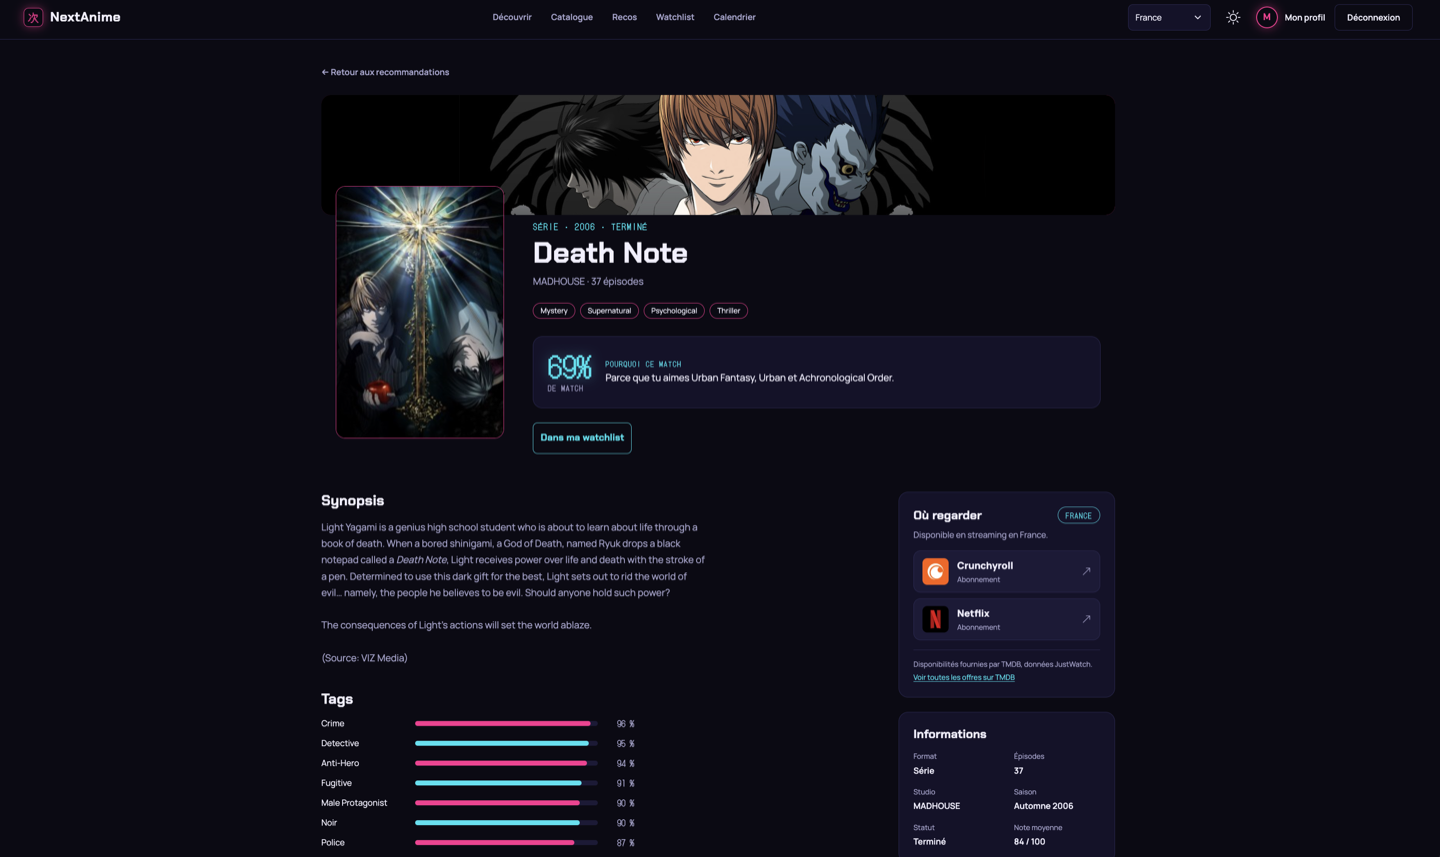 次 NextAnime
Découvrir Catalogue Recos Watchlist Calendrier
France
M Mon profil Déconnexion
← Retour aux recommandations
SÉRIE · 2006 · TERMINÉ
Death Note
MADHOUSE · 37 épisodes
Mystery Supernatural Psychological Thriller
69%
DE MATCH
POURQUOI CE MATCH
Parce que tu aimes Urban Fantasy, Urban et Achronological Order.
Dans ma watchlist
Synopsis
Light Yagami is a genius high school student who is about to learn about life through a
book of death. When a bored shinigami, a God of Death, named Ryuk drops a black
notepad called a Death Note, Light receives power over life and death with the stroke of
a pen. Determined to use this dark gift for the best, Light sets out to rid the world of
evil… namely, the people he believes to be evil. Should anyone hold such power?
The consequences of Light's actions will set the world ablaze.
(Source: VIZ Media)
Tags
Crime 96 %
Detective 95 %
Anti-Hero 94 %
Fugitive 91 %
Male Protagonist 90 %
Noir 90 %
Police 87 %
Où regarder FRANCE
Disponible en streaming en France.
Crunchyroll
Abonnement
N Netflix
Abonnement
Disponibilités fournies par TMDB, données JustWatch.
Voir toutes les offres sur TMDB
Informations
Format Épisodes
Série 37
Studio Saison
MADHOUSE Automne 2006
Statut Note moyenne
Terminé 84 / 100